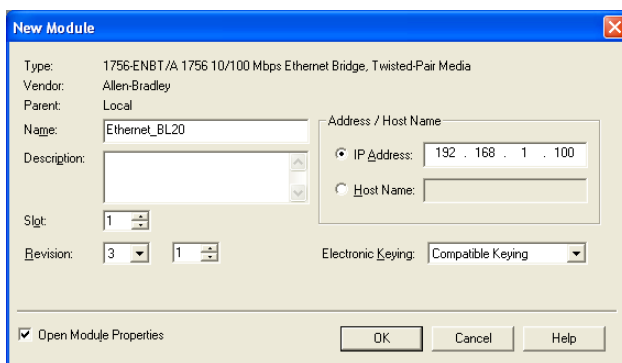 New Module
Type: 1756-ENBT/A 1756 10/100 Mbps Ethernet Bridge, Twisted-Pair Media
Vendor: Allen-Bradley
Parent: Local
Name: Ethernet_BL20
Description:
Slot: 1
Revision: 3 1
Address / Host Name
IP Address: 192 . 168 . 1 . 100
Host Name:
Electronic Keying: Compatible Keying
Open Module Properties
OK Cancel Help